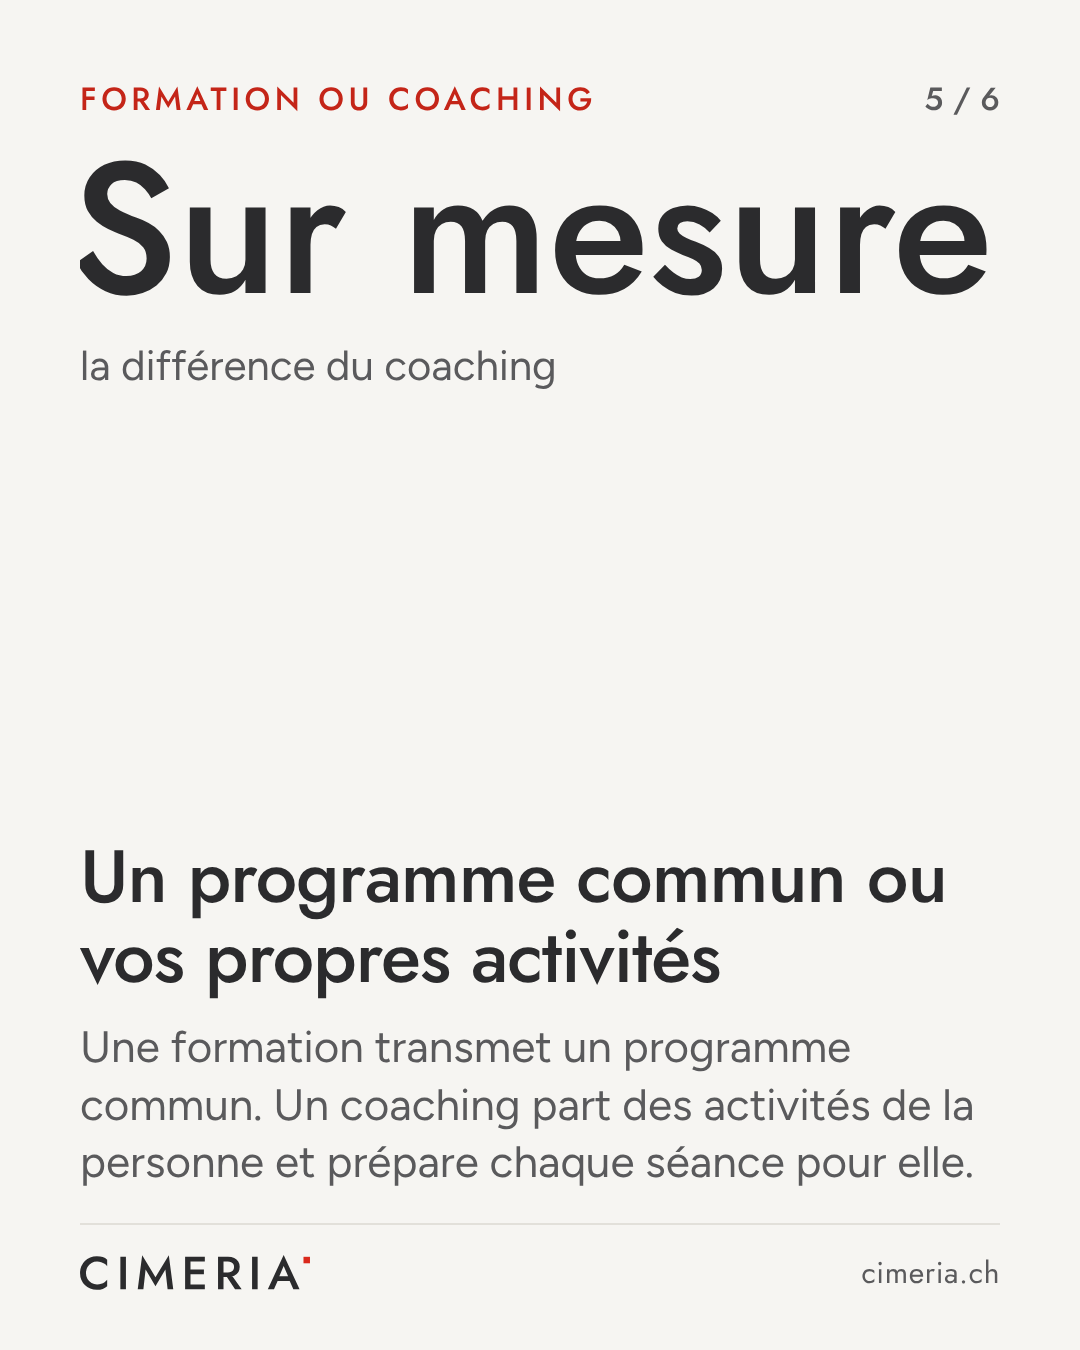 FORMATION OU COACHING
5 / 6
Sur mesure
la différence du coaching
Un programme commun ou
vos propres activités
Une formation transmet un programme
commun. Un coaching part des activités de la
personne et prépare chaque séance pour elle.
CIMERIA
cimeria.ch